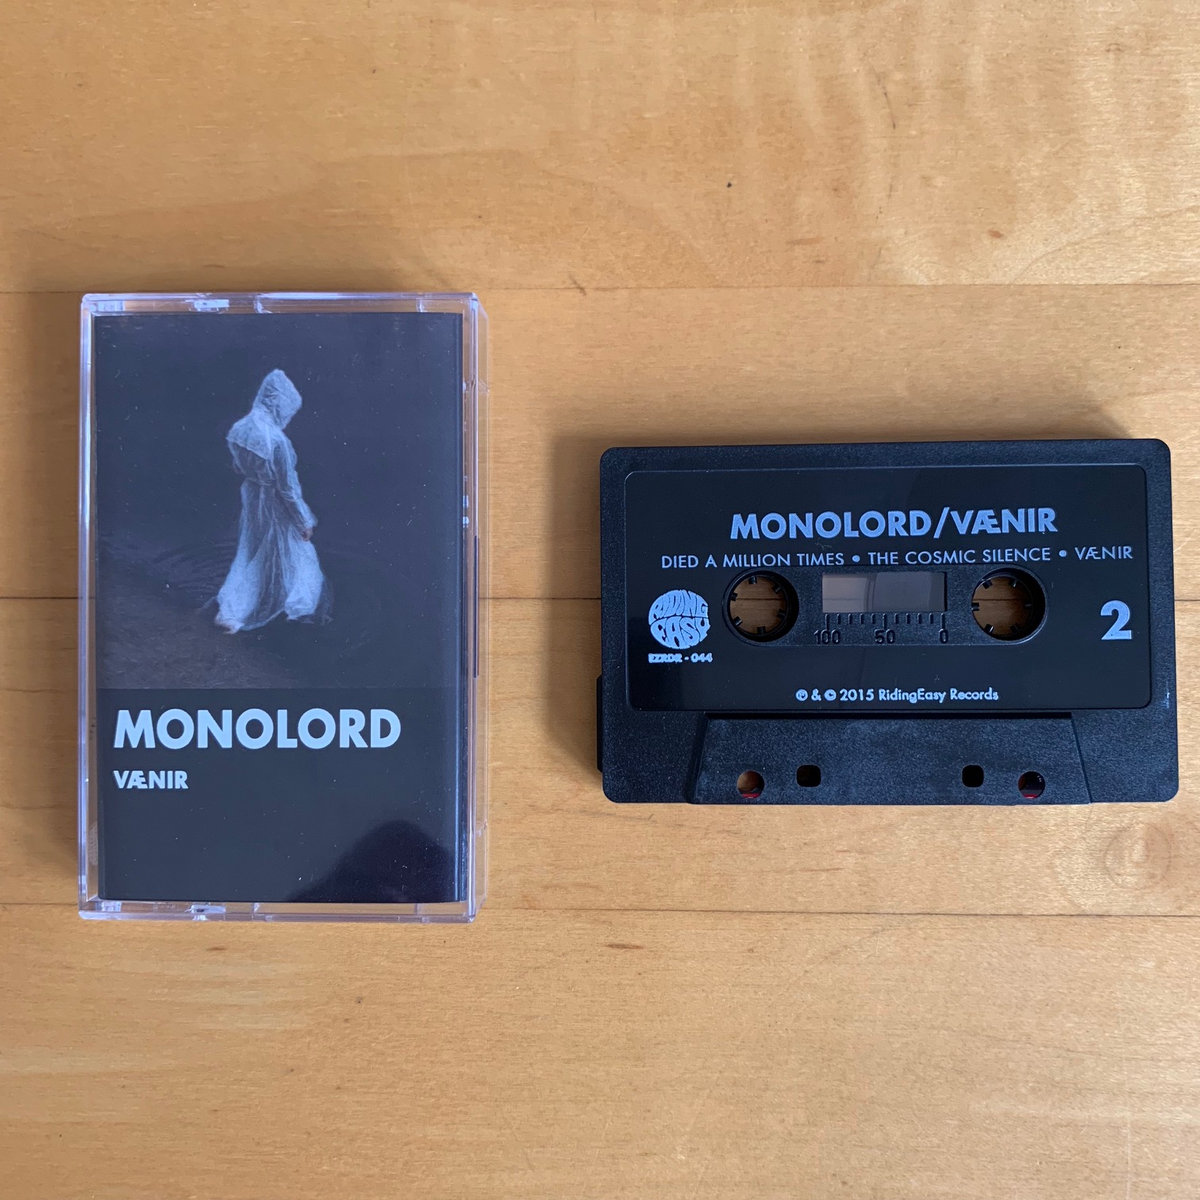 MONOLORD
VÆNIR
MONOLORD/VÆNIR
DIED A MILLION TIMES • THE COSMIC SILENCE • VÆNIR
RIDING
EASY
EZRDR - 044
100 50 0
2
℗ & © 2015 RidingEasy Records